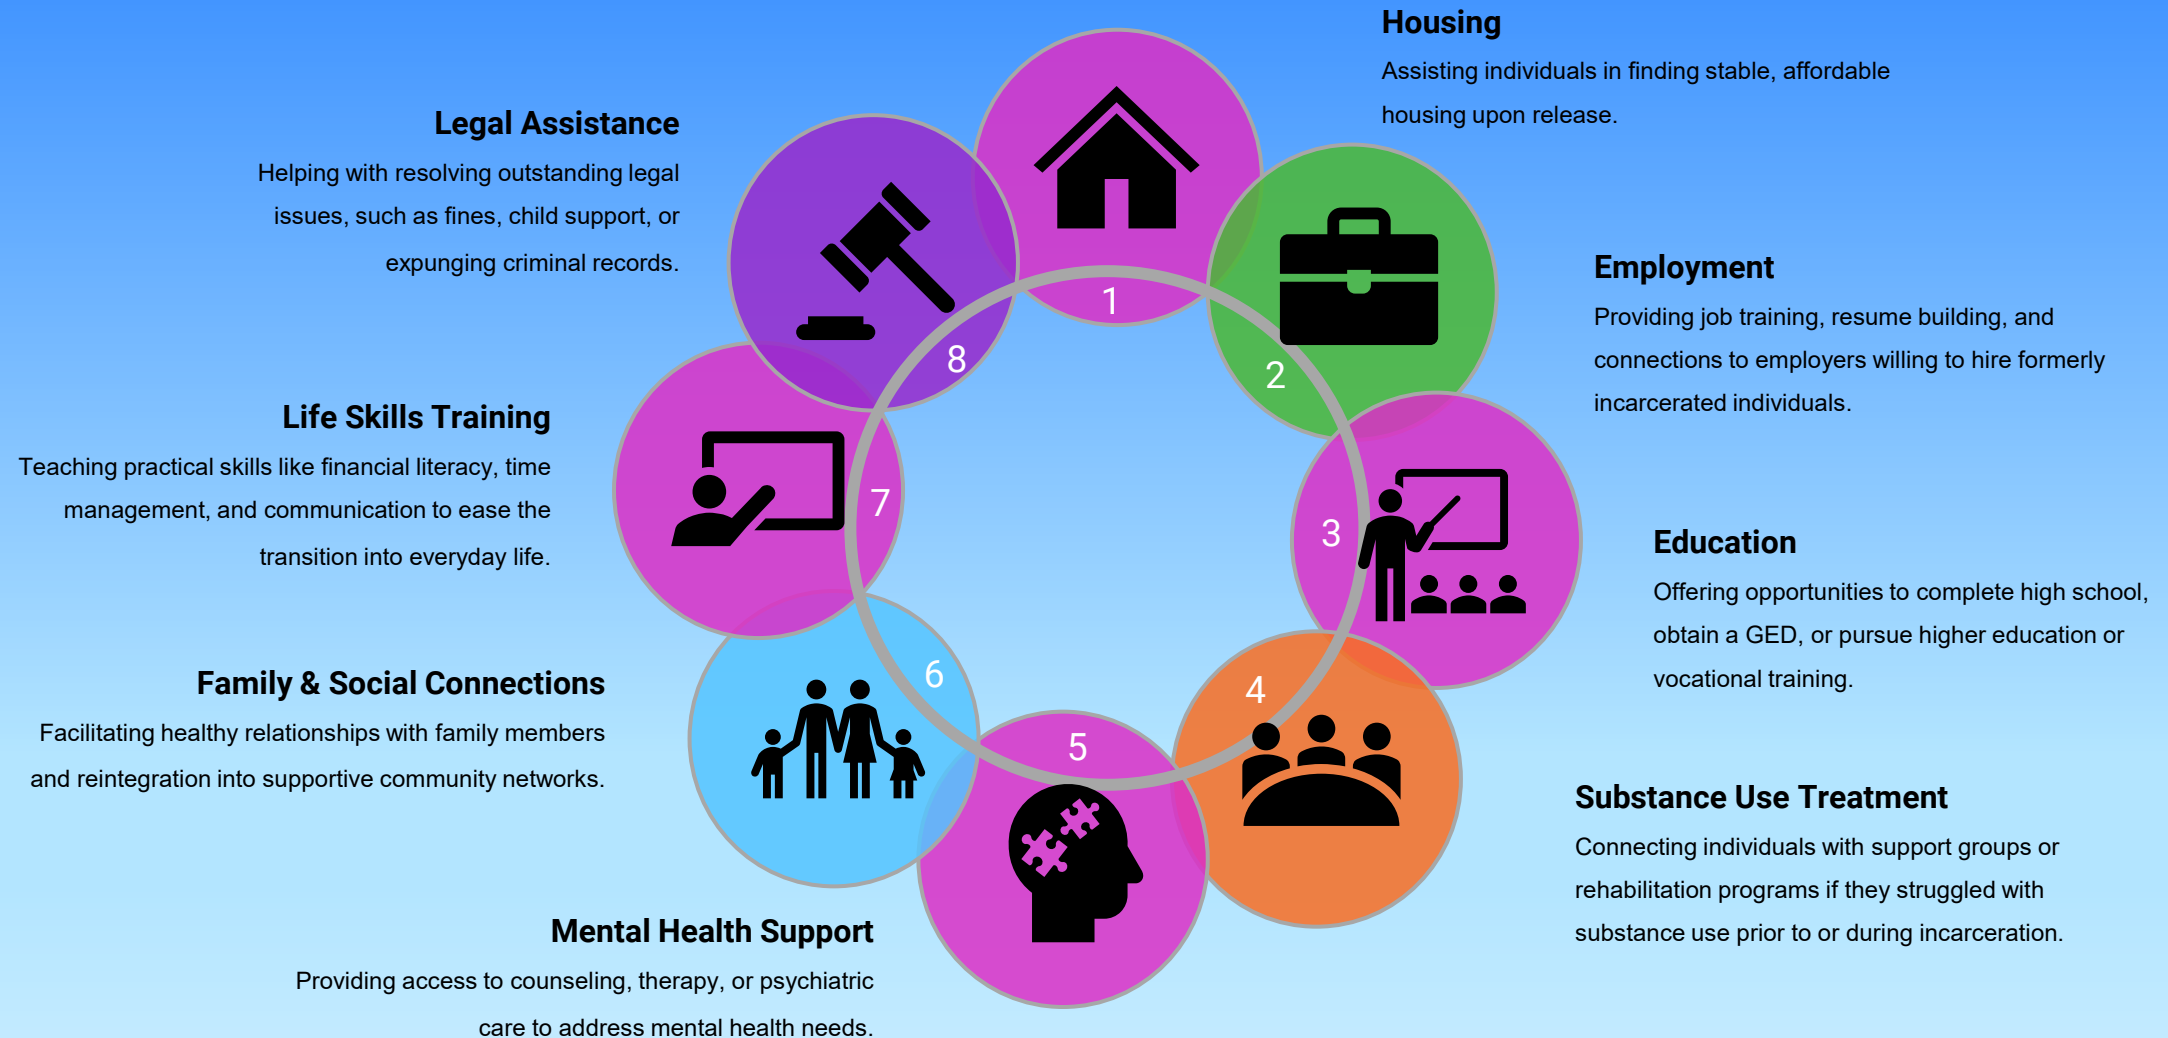 Housing
Assisting individuals in finding stable, affordable
housing upon release.
1
Employment
Providing job training, resume building, and
connections to employers willing to hire formerly
incarcerated individuals.
2
Education
Offering opportunities to complete high school,
obtain a GED, or pursue higher education or
vocational training.
3
Substance Use Treatment
Connecting individuals with support groups or
rehabilitation programs if they struggled with
substance use prior to or during incarceration.
4
Mental Health Support
Providing access to counseling, therapy, or psychiatric
care to address mental health needs.
5
Family & Social Connections
Facilitating healthy relationships with family members
and reintegration into supportive community networks.
6
Life Skills Training
Teaching practical skills like financial literacy, time
management, and communication to ease the
transition into everyday life.
7
Legal Assistance
Helping with resolving outstanding legal
issues, such as fines, child support, or
expunging criminal records.
8